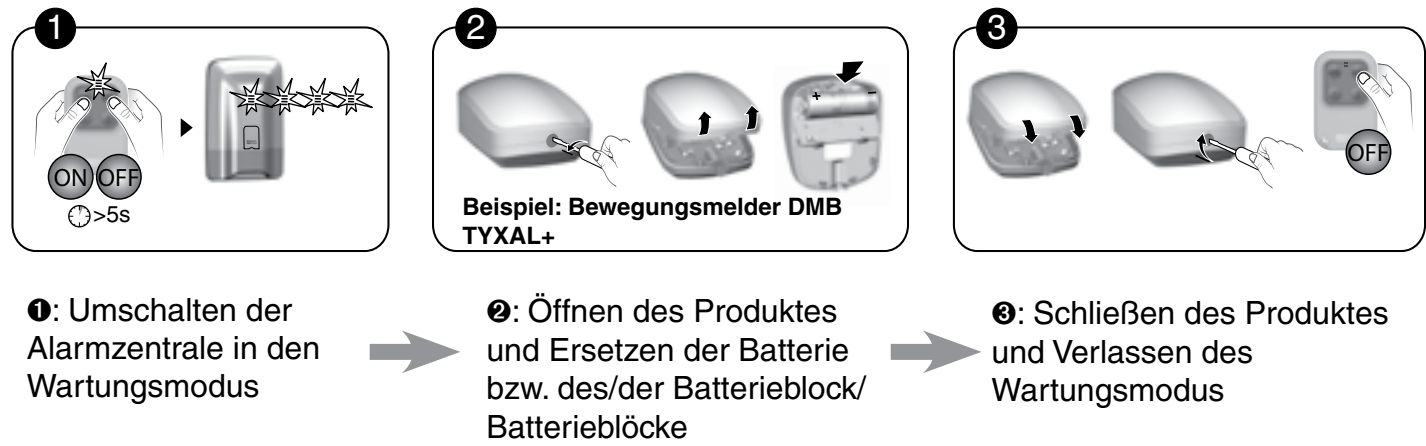 1
2
3
ON OFF
>5s
+ –
Beispiel: Bewegungsmelder DMB
TYXAL+
OFF
❶: Umschalten der
Alarmzentrale in den
Wartungsmodus
❷: Öffnen des Produktes
und Ersetzen der Batterie
bzw. des/der Batterieblock/
Batterieblöcke
❸: Schließen des Produktes
und Verlassen des
Wartungsmodus